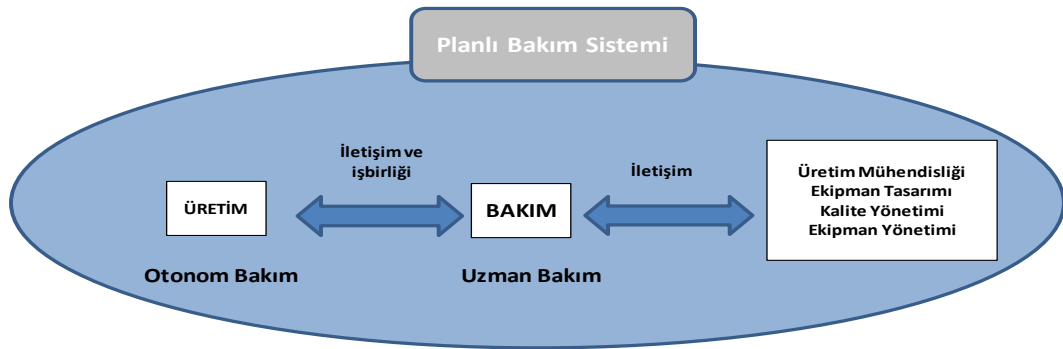 Planlı Bakım Sistemi
İletişim ve
işbirliği
İletişim
ÜRETİM
BAKIM
Üretim Mühendisliği
Ekipman Tasarımı
Kalite Yönetimi
Ekipman Yönetimi
Otonom Bakım
Uzman Bakım